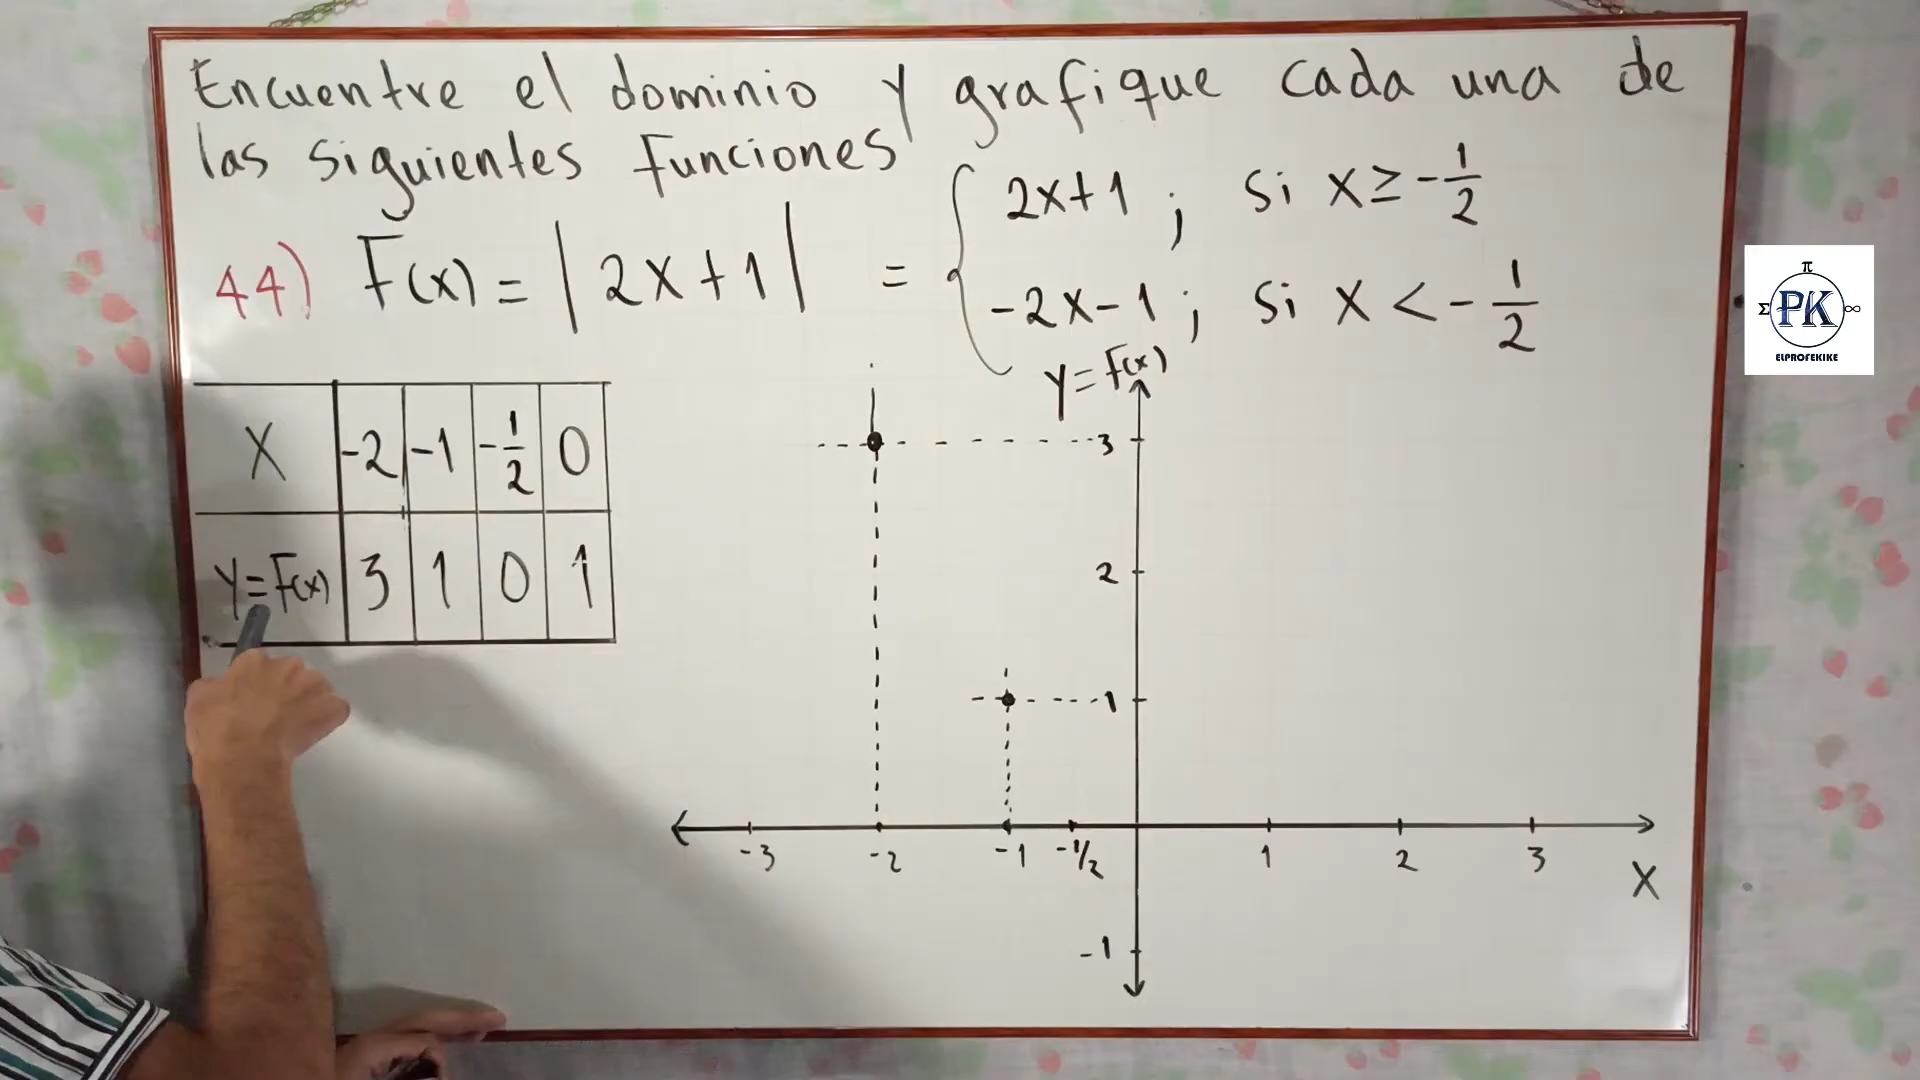 Encuentre el dominio y grafique cada una de
las siguientes funciones
44) F(x) = | 2x+1 | = { 2x+1 ; si x ≥ -1/2
-2x-1 ; si x < -1/2
X -2 -1 -1/2 0
Y=F(x) 3 1 0 1
Y=F(x)
3
2
1
-3 -2 -1 -1/2 1 2 3
X
-1
π
Σ PK ∞
ElPROFEKIKE